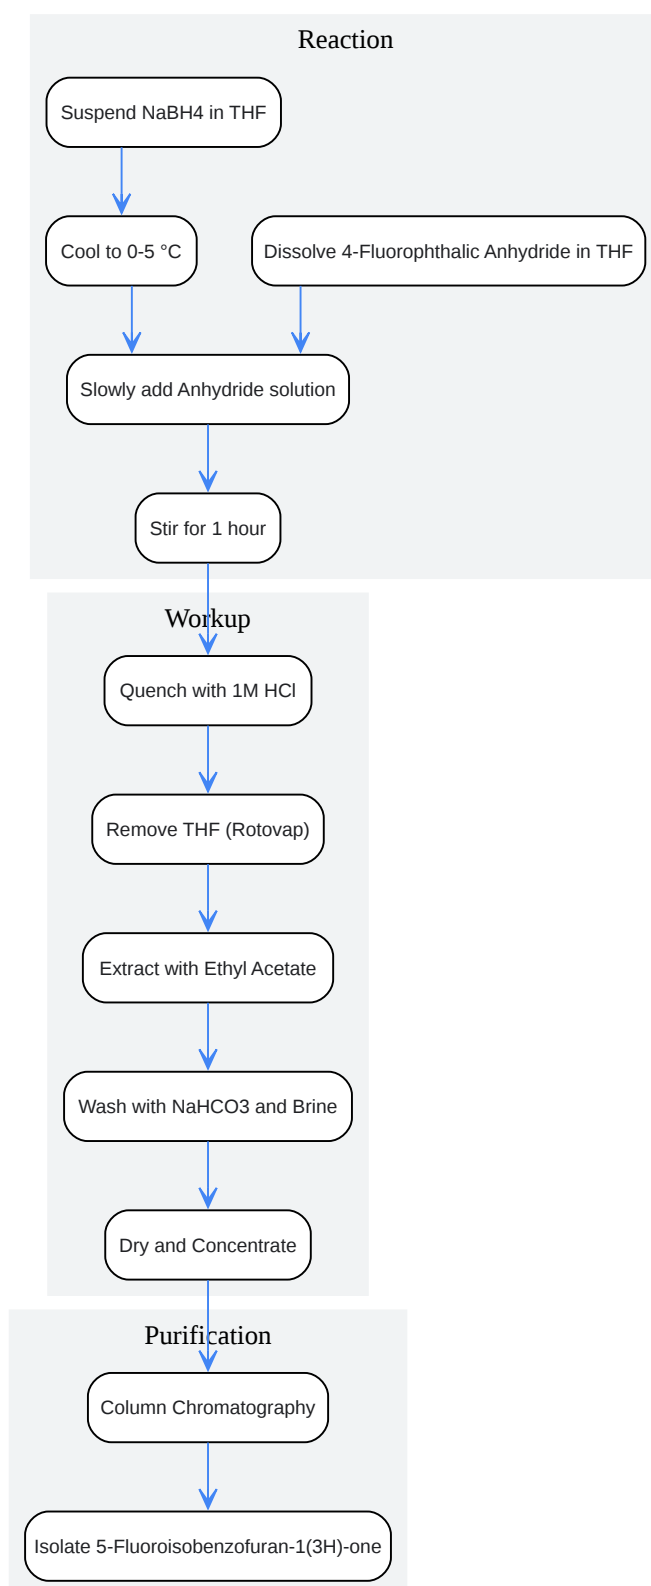 Reaction
Suspend NaBH4 in THF
Cool to 0-5 °C
Dissolve 4-Fluorophthalic Anhydride in THF
Slowly add Anhydride solution
Stir for 1 hour
Workup
Quench with 1M HCl
Remove THF (Rotovap)
Extract with Ethyl Acetate
Wash with NaHCO3 and Brine
Dry and Concentrate
Purification
Column Chromatography
Isolate 5-Fluoroisobenzofuran-1(3H)-one